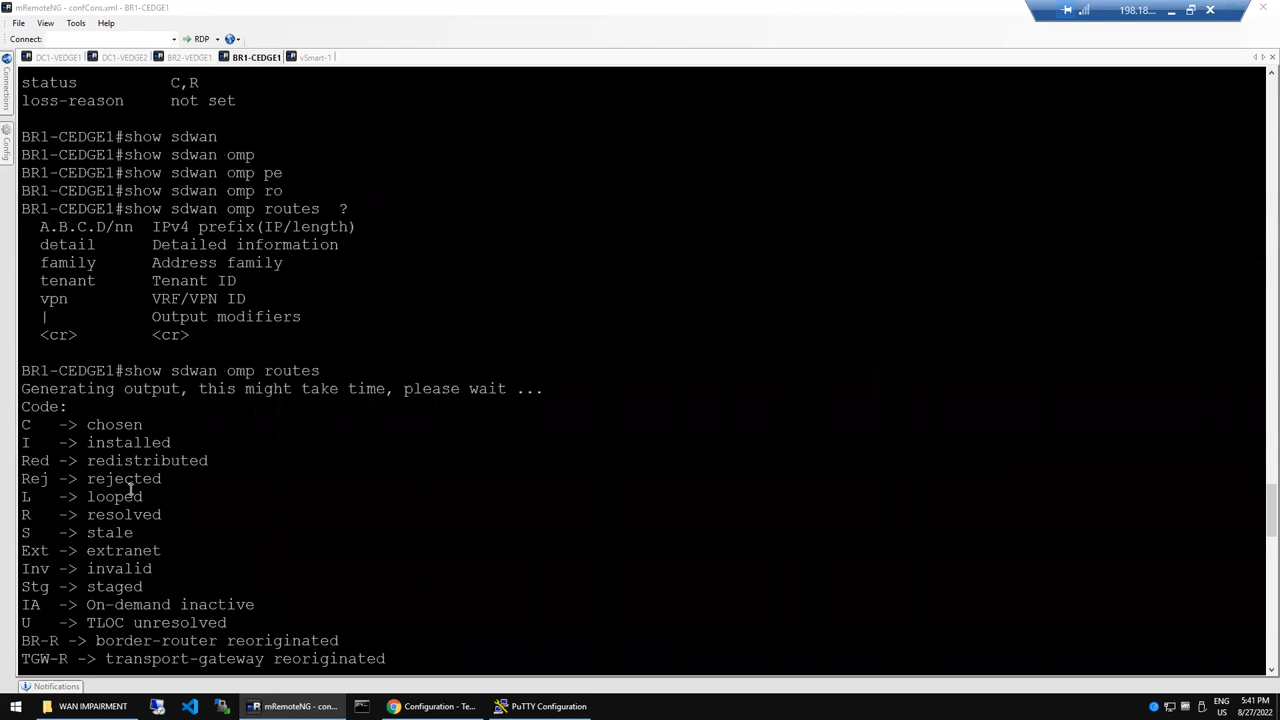 mRemoteNG - confCons.xml - BR1-CEDGE1
198.18...
File View Tools Help
Connect: RDP
DC1-VEDGE1 DC1-VEDGE2 BR2-VEDGE1 BR1-CEDGE1 vSmart-1
Connections
Config
status C,R
loss-reason not set
BR1-CEDGE1#show sdwan
BR1-CEDGE1#show sdwan omp
BR1-CEDGE1#show sdwan omp pe
BR1-CEDGE1#show sdwan omp ro
BR1-CEDGE1#show sdwan omp routes ?
A.B.C.D/nn IPv4 prefix(IP/length)
detail Detailed information
family Address family
tenant Tenant ID
vpn VRF/VPN ID
| Output modifiers
<cr> <cr>
BR1-CEDGE1#show sdwan omp routes
Generating output, this might take time, please wait ...
Code:
C -> chosen
I -> installed
Red -> redistributed
Rej -> rejected
L -> looped
R -> resolved
S -> stale
Ext -> extranet
Inv -> invalid
Stg -> staged
IA -> On-demand inactive
U -> TLOC unresolved
BR-R -> border-router reoriginated
TGW-R -> transport-gateway reoriginated
Notifications
WAN IMPAIRMENT mRemoteNG - con... Configuration - Te... PuTTY Configuration
ENG US
5:41 PM
8/27/2022